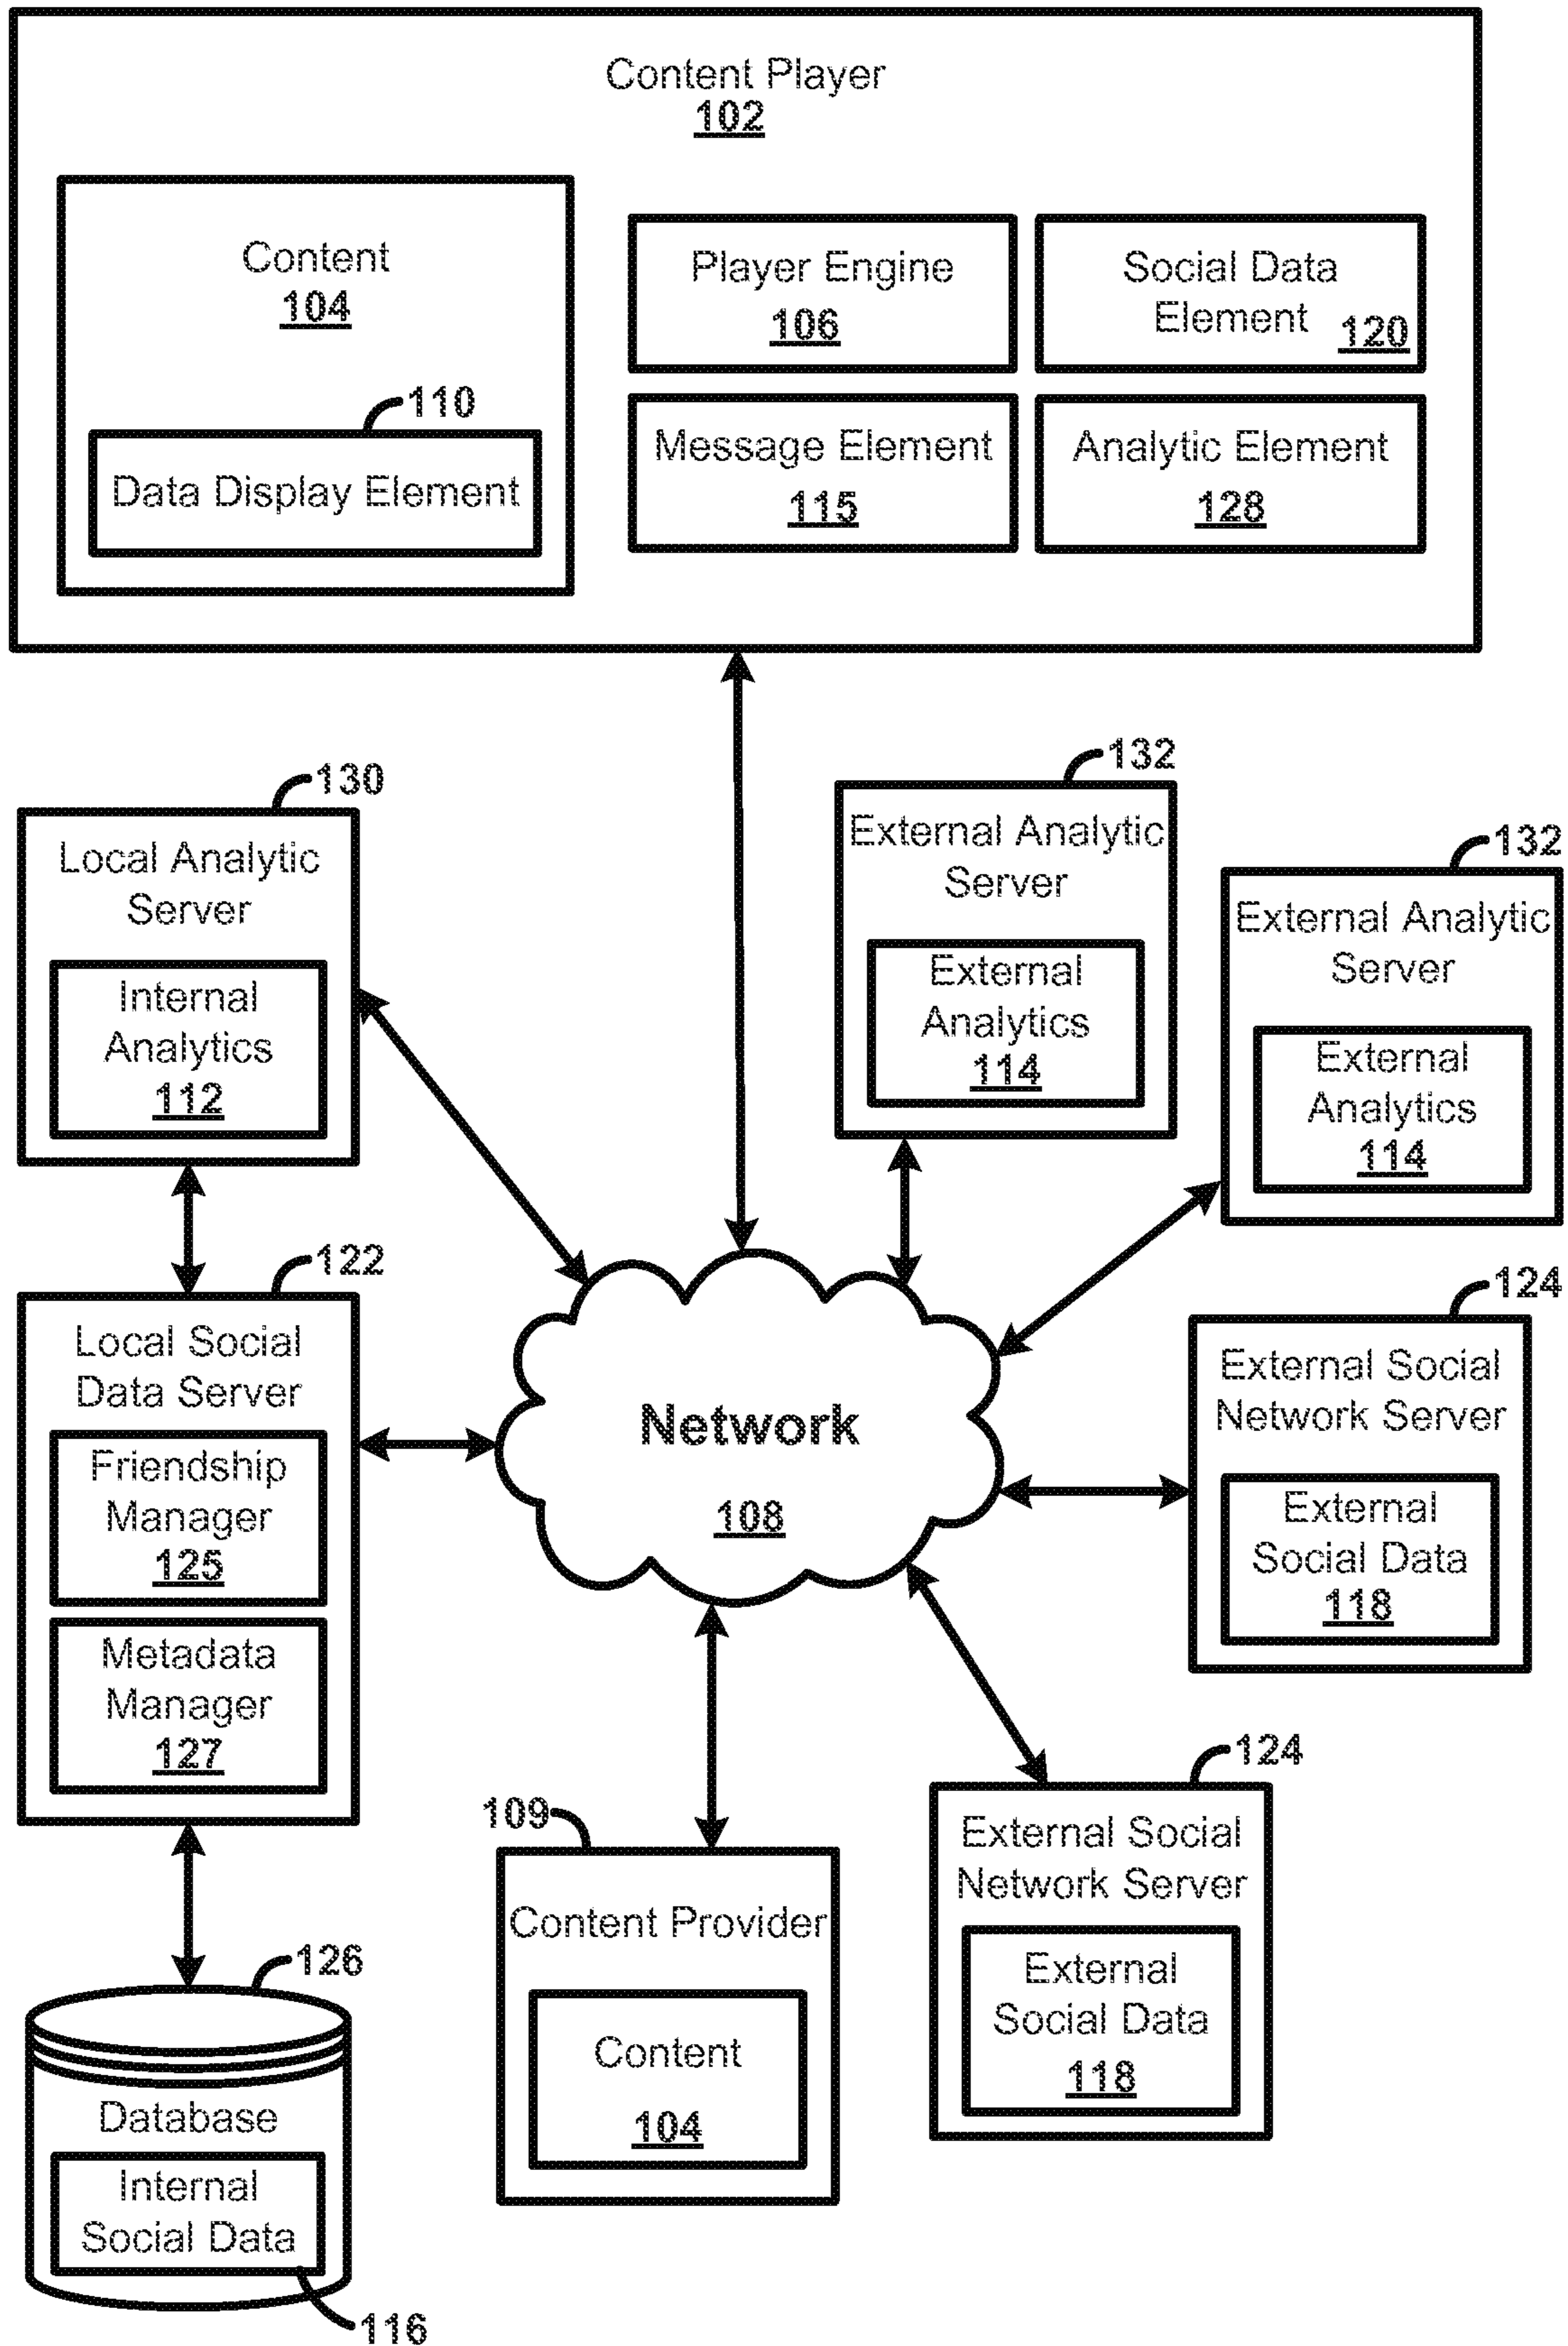 Content Player
102
Content
104
110
Data Display Element
Player Engine
106
Social Data
Element
120
Message Element
115
Analytic Element
128
130
Local Analytic
Server
Internal
Analytics
112
132
External Analytic
Server
External
Analytics
114
132
External Analytic
Server
External
Analytics
114
122
Local Social
Data Server
Friendship
Manager
125
Metadata
Manager
127
Network
108
124
External Social
Network Server
External
Social Data
118
124
External Social
Network Server
External
Social Data
118
109
Content Provider
Content
104
126
Database
Internal
Social Data
116